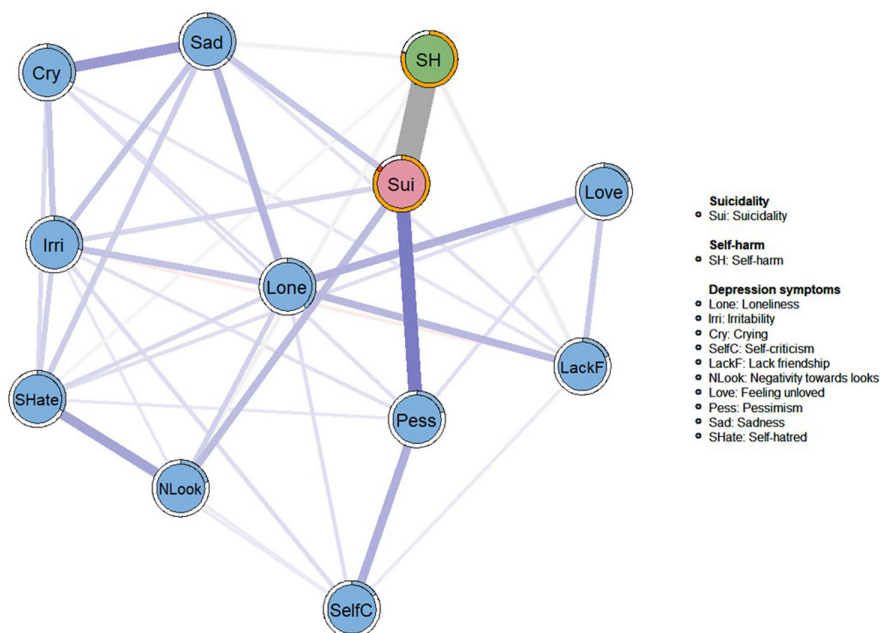 Sad
SH
Cry
Sui
Love
Irri
Lone
LackF
SHate
Pess
NLook
SelfC
Suicidality
Sui: Suicidality
Self-harm
SH: Self-harm
Depression symptoms
Lone: Loneliness
Irri: Irritability
Cry: Crying
SelfC: Self-criticism
LackF: Lack friendship
NLook: Negativity towards looks
Love: Feeling unloved
Pess: Pessimism
Sad: Sadness
SHate: Self-hatred